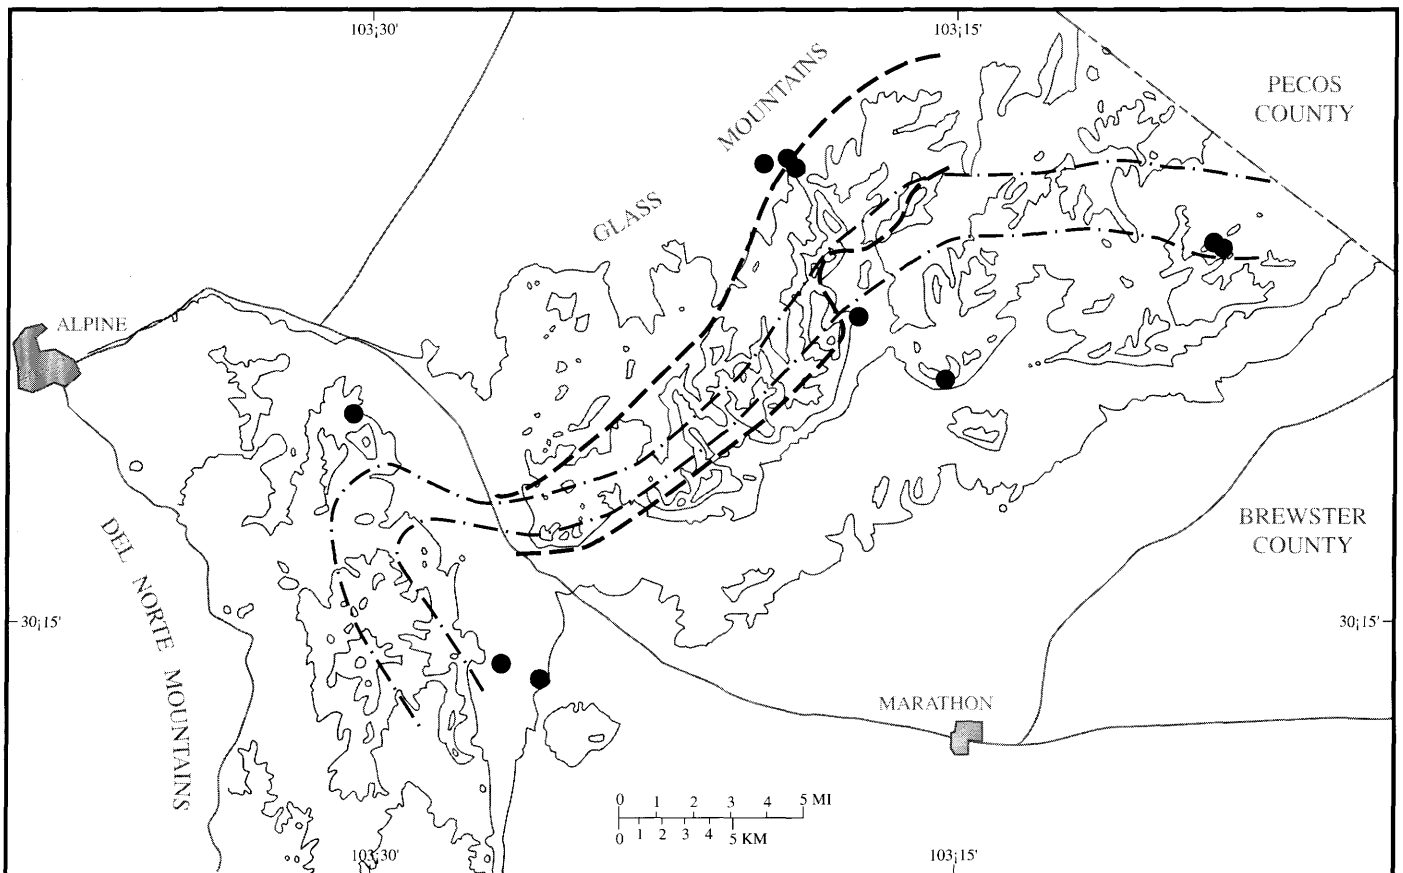 103¡30'
103¡15'
MOUNTAINS
PECOS
COUNTY
GLASS
ALPINE
BREWSTER
COUNTY
DEL NORTE MOUNTAINS
30¡15'
30¡15'
MARATHON
0 1 2 3 4 5 MI
0 1 2 3 4 5 KM
103¡30'
103¡15'